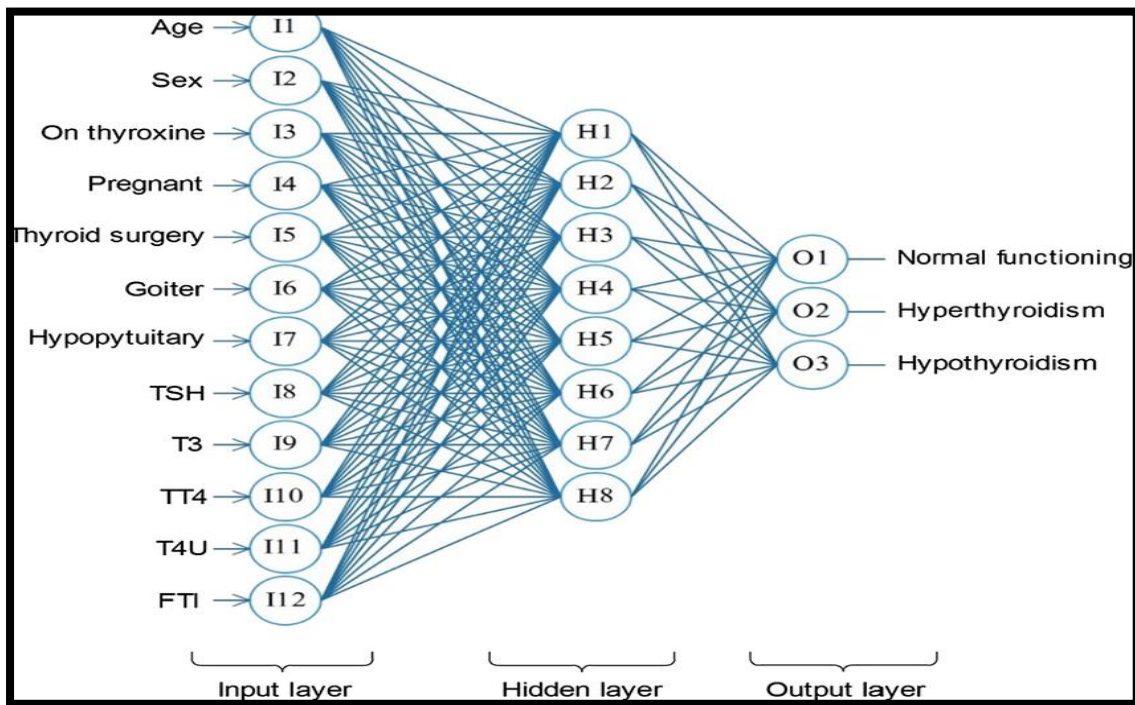 Age I1
Sex I2
On thyroxine I3 H1
Pregnant I4 H2
Thyroid surgery I5 H3 O1 Normal functioning
Goiter I6 H4 O2 Hyperthyroidism
Hypopytuitary I7 H5 O3 Hypothyroidism
TSH I8 H6
T3 I9 H7
TT4 I10 H8
T4U I11
FTI I12
Input layer Hidden layer Output layer